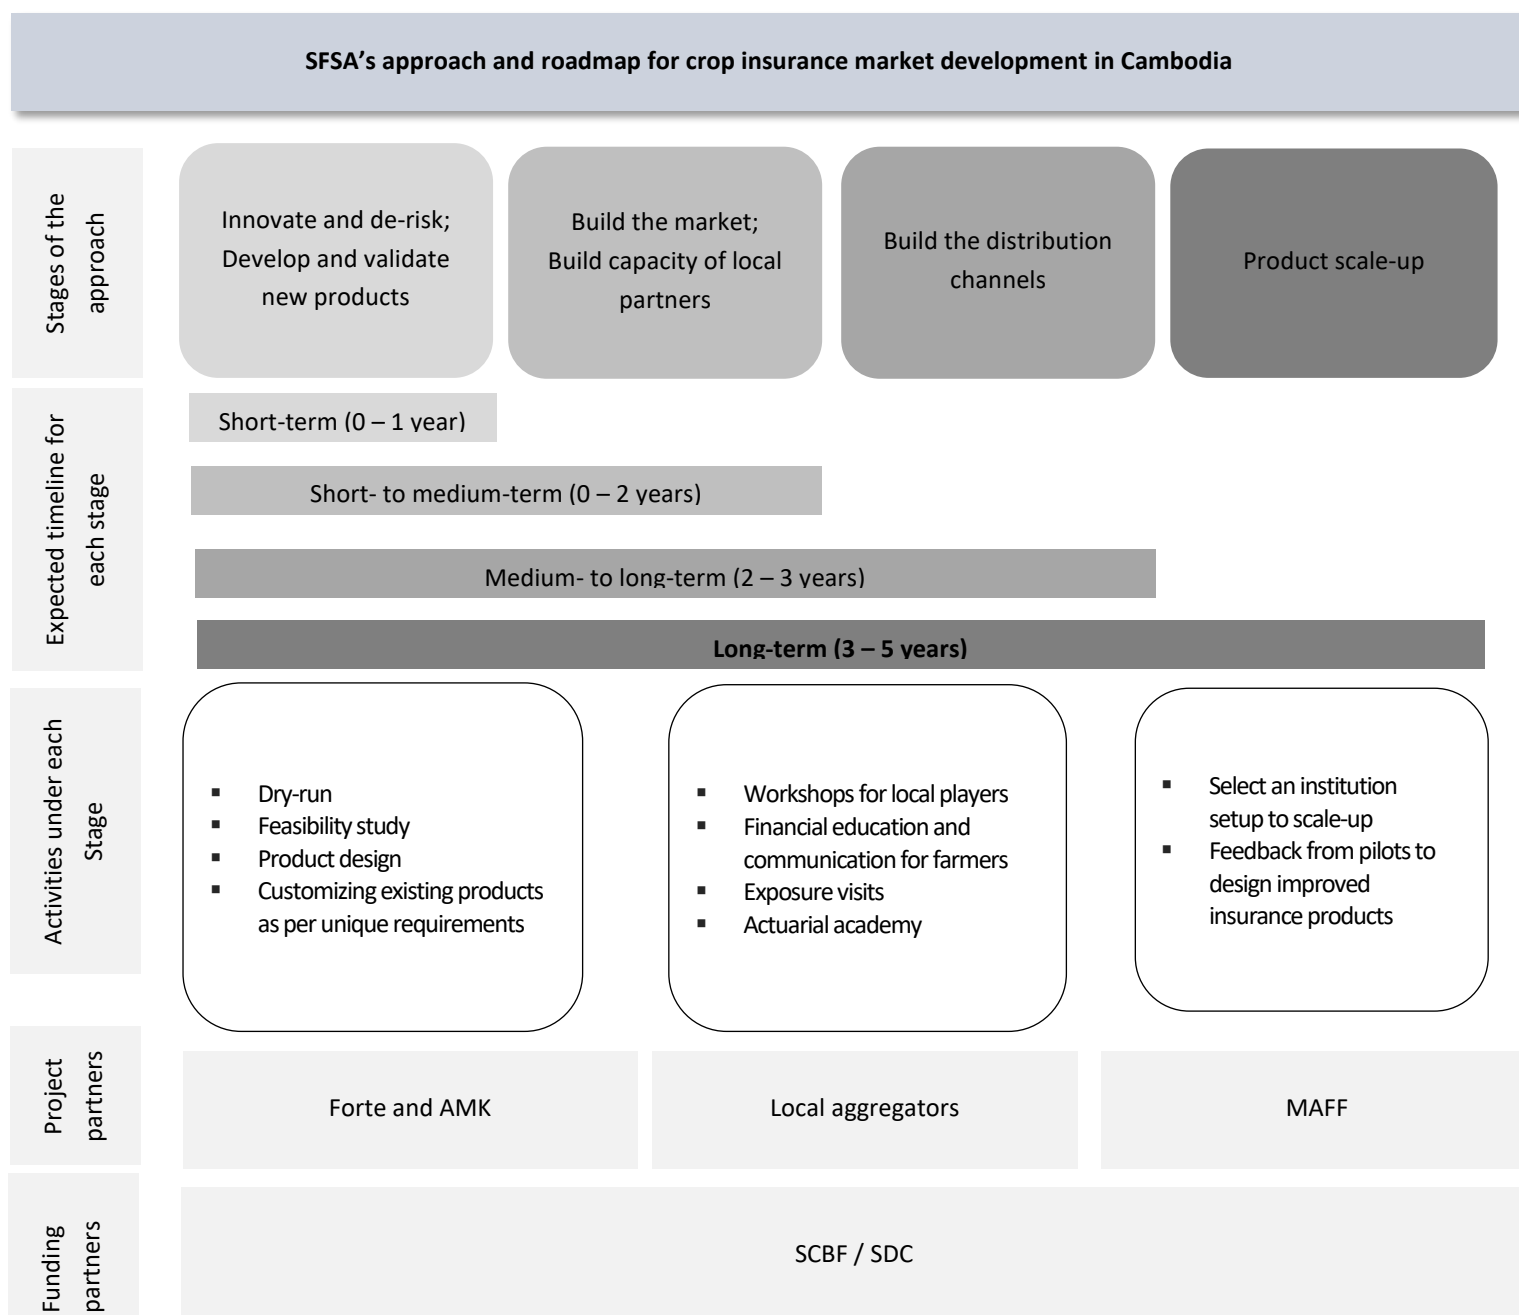 SFSA’s approach and roadmap for crop insurance market development in Cambodia
Stages of the
approach
Innovate and de-risk;
Develop and validate
new products
Build the market;
Build capacity of local
partners
Build the distribution
channels
Product scale-up
Expected timeline for
each stage
Short-term (0 – 1 year)
Short- to medium-term (0 – 2 years)
Medium- to long-term (2 – 3 years)
Long-term (3 – 5 years)
Activities under each
Stage
▪ Dry-run
▪ Feasibility study
▪ Product design
▪ Customizing existing products
as per unique requirements
▪ Workshops for local players
▪ Financial education and
communication for farmers
▪ Exposure visits
▪ Actuarial academy
▪ Select an institution
setup to scale-up
▪ Feedback from pilots to
design improved
insurance products
Project
partners
Forte and AMK
Local aggregators
MAFF
Funding
partners
SCBF / SDC